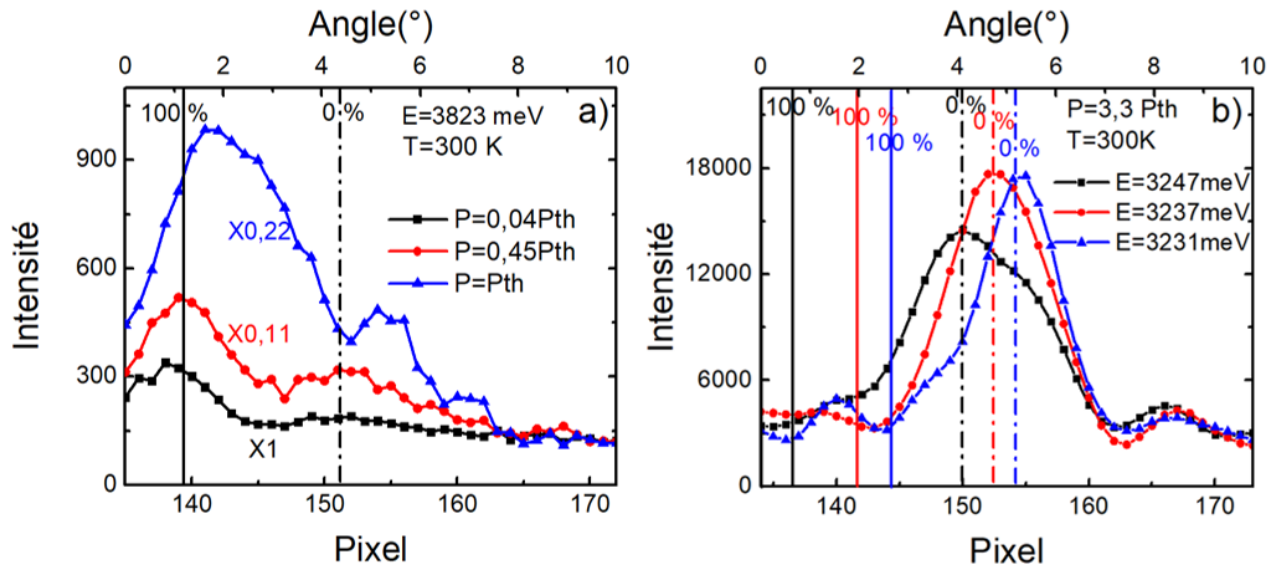 Angle(°)
0 2 4 6 8 10
100 %
0 %
E=3823 meV
T=300 K
a)
900
600
300
0
Intensité
P=0,04Pth
P=0,45Pth
P=Pth
X0,22
X0,11
X1
140 150 160 170
Pixel
Angle(°)
0 2 4 6 8 10
100 %
100 %
100 %
0 %
0 %
0 %
P=3,3 Pth
T=300K
b)
E=3247meV
E=3237meV
E=3231meV
18000
12000
6000
0
Intensité
140 150 160 170
Pixel